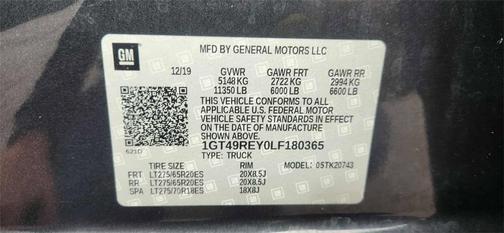 GM
MFD BY GENERAL MOTORS LLC
12/19 GVWR GAWR FRT GAWR RR
5148 KG 2722 KG 2994 KG
11350 LB 6000 LB 6600 LB
THIS VEHICLE CONFORMS TO ALL
APPLICABLE U.S. FEDERAL MOTOR
VEHICLE SAFETY STANDARDS IN EFFECT
ON THE DATE OF MANUFACTURE
SHOWN ABOVE.
1GT49REY0LF180365
TYPE: TRUCK
TIRE SIZE RIM MODEL: 05TK20743
FRT LT275/65R20ES 20X8.5J
RR LT275/65R20ES 20X8.5J
SPA LT275/70R18ES 18X8J